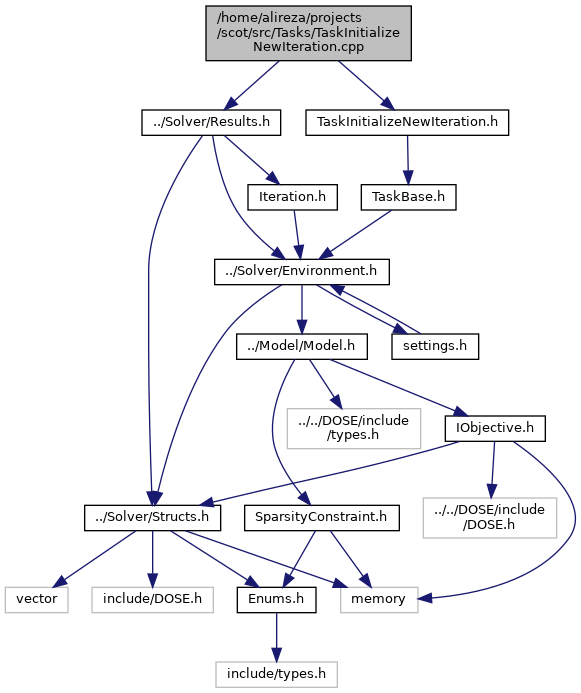 /home/alireza/projects
/scot/src/Tasks/TaskInitialize
NewIteration.cpp
../Solver/Results.h
TaskInitializeNewIteration.h
Iteration.h
TaskBase.h
../Solver/Environment.h
../Model/Model.h
settings.h
../../DOSE/include
/types.h
IObjective.h
../Solver/Structs.h
SparsityConstraint.h
../../DOSE/include
/DOSE.h
vector
include/DOSE.h
Enums.h
memory
include/types.h